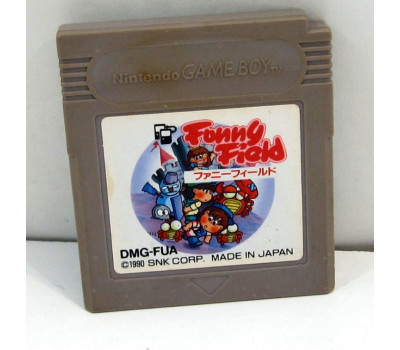 Nintendo GAME BOY TM
Funny
Field
ファニーフィールド
DMG-FUA
©1990 SNK CORP. MADE IN JAPAN